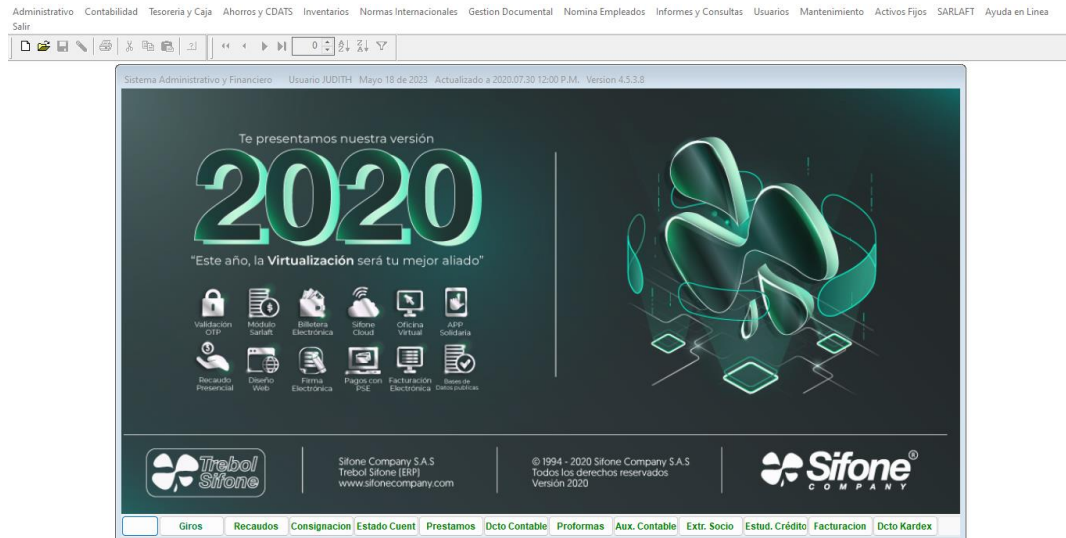 Administrativo Contabilidad Tesoreria y Caja Ahorros y CDATS Inventarios Normas Internacionales Gestion Documental Nomina Empleados Informes y Consultas Usuarios Mantenimiento Activos Fijos SARLAFT Ayuda en Linea
Salir
0
Sistema Administrativo y Financiero Usuario JUDITH Mayo 18 de 2023 Actualizado a 2020.07.30 12:00 P.M. Version 4.5.3.8
Te presentamos nuestra versión
2020
“Este año, la Virtualización será tu mejor aliado”
Validación OTP
Módulo Sarlaft
Billetera Electrónica
Sifone Cloud
Oficina Virtual
APP Solidaria
Recaudo Presencial
Diseño Web
Firma Electrónica
Pagos con PSE
Facturación Electrónica
Bases de Datos publicas
Trebol
Sifone
Sifone Company S.A.S
Trebol Sifone [ERP]
www.sifonecompany.com
© 1994 - 2020 Sifone Company S.A.S
Todos los derechos reservados
Versión 2020
Sifone®
COMPANY
Giros Recaudos Consignacion Estado Cuent Prestamos Dcto Contable Proformas Aux. Contable Extr. Socio Estud. Crédito Facturacion Dcto Kardex